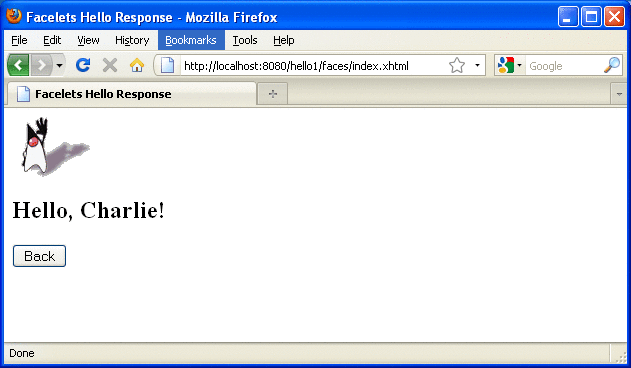 Facelets Hello Response - Mozilla Firefox
File Edit View History Bookmarks Tools Help
http://localhost:8080/hello1/faces/index.xhtml Google
Facelets Hello Response
Hello, Charlie!
Back
Done